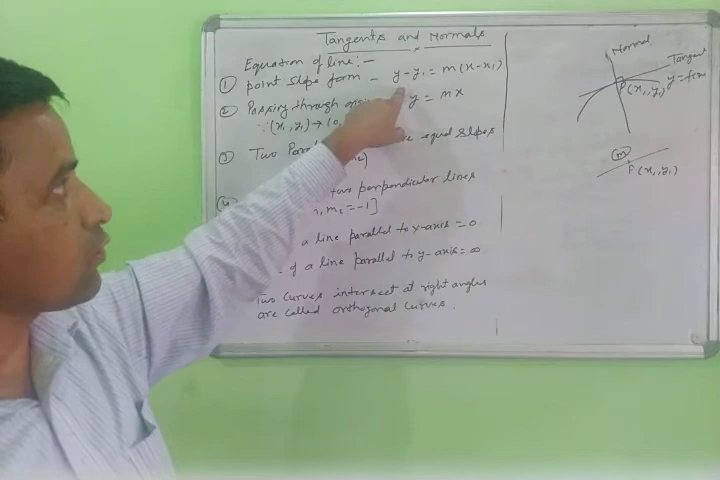 Tangents and Normals
Equation of line:-
① point slope form - y-y₁ = m(x-x₁)
② Passing through y = mx
∵ (x₁,y₁) → (0,
③ Two equal slopes
④ two perpendicular lines
m₂ = -1]
a line parallel to x-axis = 0
of a line parallel to y-axis = ∞
Two curves intersect at right angles
are called orthogonal curves.
Normal
Tangent
P(x₁,y₁) y=f(x)
m
P(x₁,y₁)